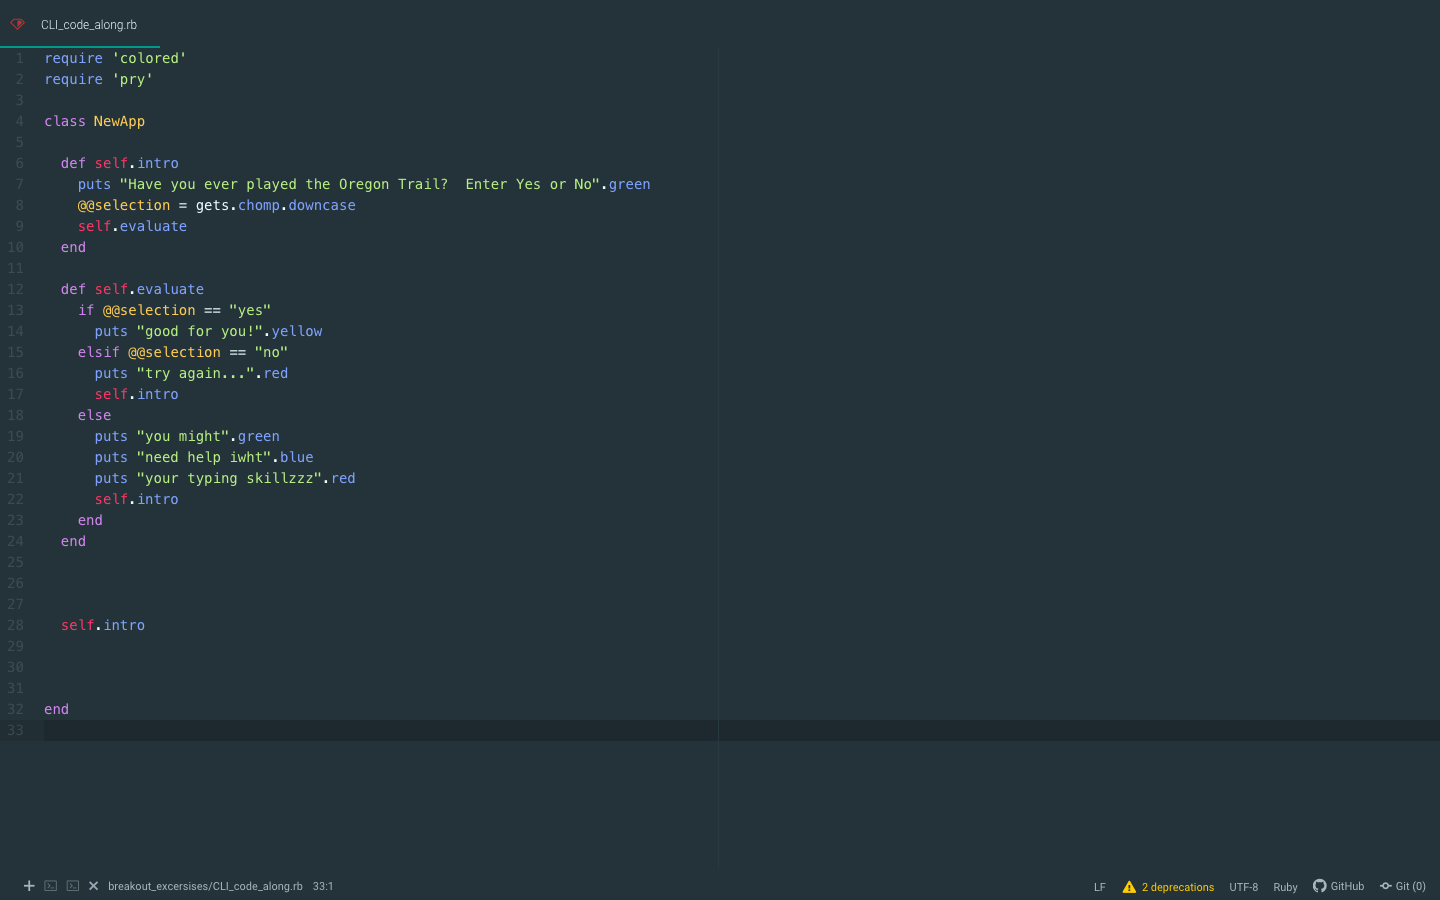 CLI_code_along.rb
1 require 'colored'
2 require 'pry'
3
4 class NewApp
5
6   def self.intro
7     puts "Have you ever played the Oregon Trail?  Enter Yes or No".green
8     @@selection = gets.chomp.downcase
9     self.evaluate
10   end
11
12   def self.evaluate
13     if @@selection == "yes"
14       puts "good for you!".yellow
15     elsif @@selection == "no"
16       puts "try again...".red
17       self.intro
18     else
19       puts "you might".green
20       puts "need help iwht".blue
21       puts "your typing skillzzz".red
22       self.intro
23     end
24   end
25
26
27
28   self.intro
29
30
31
32 end
33
breakout_excersises/CLI_code_along.rb 33:1 LF 2 deprecations UTF-8 Ruby GitHub Git (0)